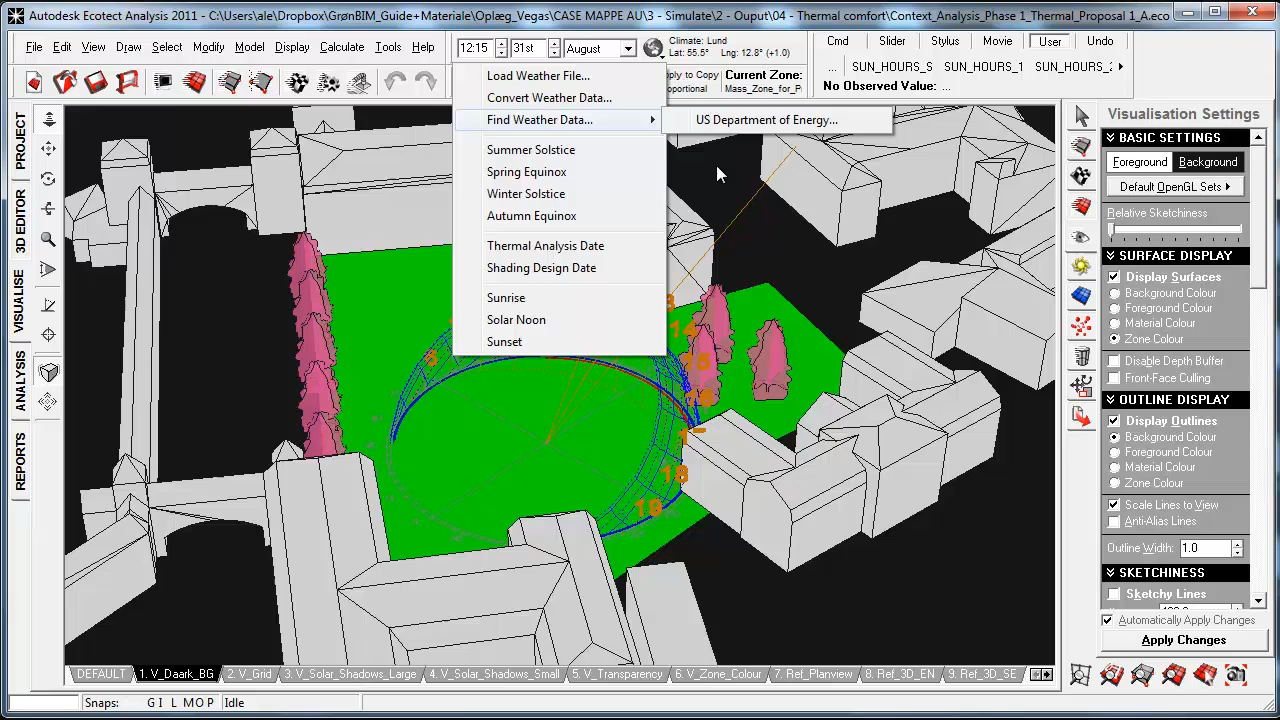 Autodesk Ecotect Analysis 2011 - C:\Users\ale\Dropbox\GrønBIM_Guide+Materiale\Oplæg_Vegas\CASE MAPPE AU\3 - Simulate\2 - Ouput\04 - Thermal comfort\Context_Analysis_Phase 1_Thermal_Proposal 1_A.eco
File Edit View Draw Select Modify Model Display Calculate Tools Help
12:15 31st August
Climate: Lund
Lat: 55.5° Lng: 12.8° (+1.0)
Cmd Slider Stylus Movie User Undo
... SUN_HOURS_S SUN_HOURS_1 SUN_HOURS_2
No Observed Value: ...
pply to Copy
oportional
Current Zone:
Mass_Zone_for_P
Load Weather File...
Convert Weather Data...
Find Weather Data...
US Department of Energy...
Summer Solstice
Spring Equinox
Winter Solstice
Autumn Equinox
Thermal Analysis Date
Shading Design Date
Sunrise
Solar Noon
Sunset
PROJECT
3D EDITOR
VISUALISE
ANALYSIS
REPORTS
14
15
18
19
Visualisation Settings
BASIC SETTINGS
Foreground Background
Default OpenGL Sets
Relative Sketchiness
SURFACE DISPLAY
Display Surfaces
Background Colour
Foreground Colour
Material Colour
Zone Colour
Disable Depth Buffer
Front-Face Culling
OUTLINE DISPLAY
Display Outlines
Background Colour
Foreground Colour
Material Colour
Zone Colour
Scale Lines to View
Anti-Alias Lines
Outline Width: 1.0
SKETCHINESS
Sketchy Lines
Automatically Apply Changes
Apply Changes
DEFAULT 1. V_Daark_BG 2. V_Grid 3. V_Solar_Shadows_Large 4. V_Solar_Shadows_Small 5. V_Transparency 6. V_Zone_Colour 7. Ref_Planview 8. Ref_3D_EN 9. Ref_3D_SE
Snaps: G I L M O P Idle